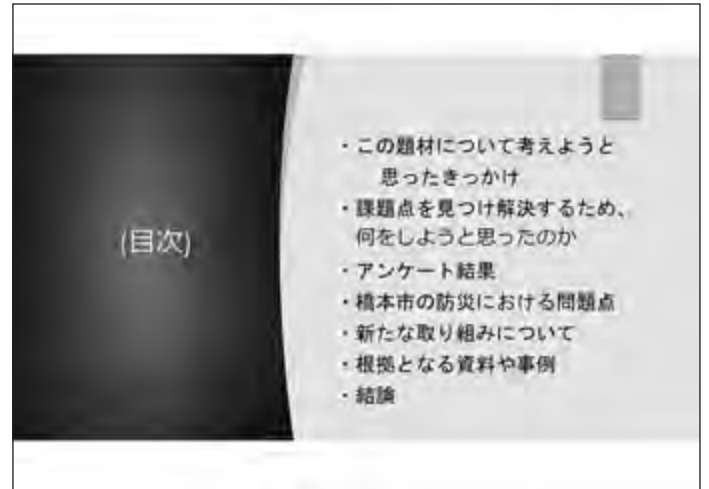 (目次)
・この題材について考えようと
思ったきっかけ
・課題点を見つけ解決するため、
何をしようと思ったのか
・アンケート結果
・橋本市の防災における問題点
・新たな取り組みについて
・根拠となる資料や事例
・結論